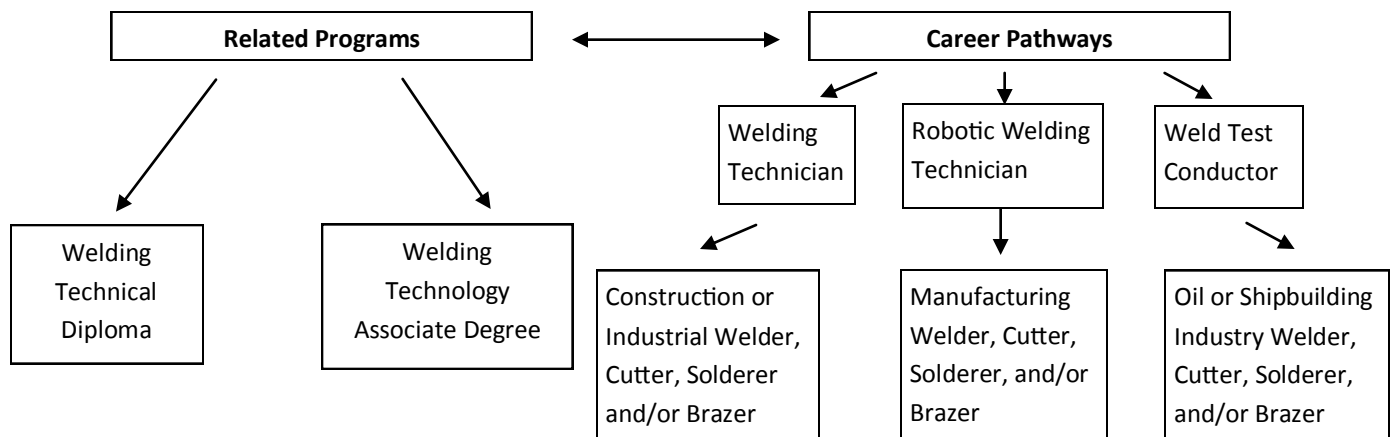 Related Programs
Career Pathways
Welding
Technician
Robotic Welding
Technician
Weld Test
Conductor
Welding
Technical
Diploma
Welding
Technology
Associate Degree
Construction or
Industrial Welder,
Cutter, Solderer
and/or Brazer
Manufacturing
Welder, Cutter,
Solderer, and/or
Brazer
Oil or Shipbuilding
Industry Welder,
Cutter, Solderer,
and/or Brazer